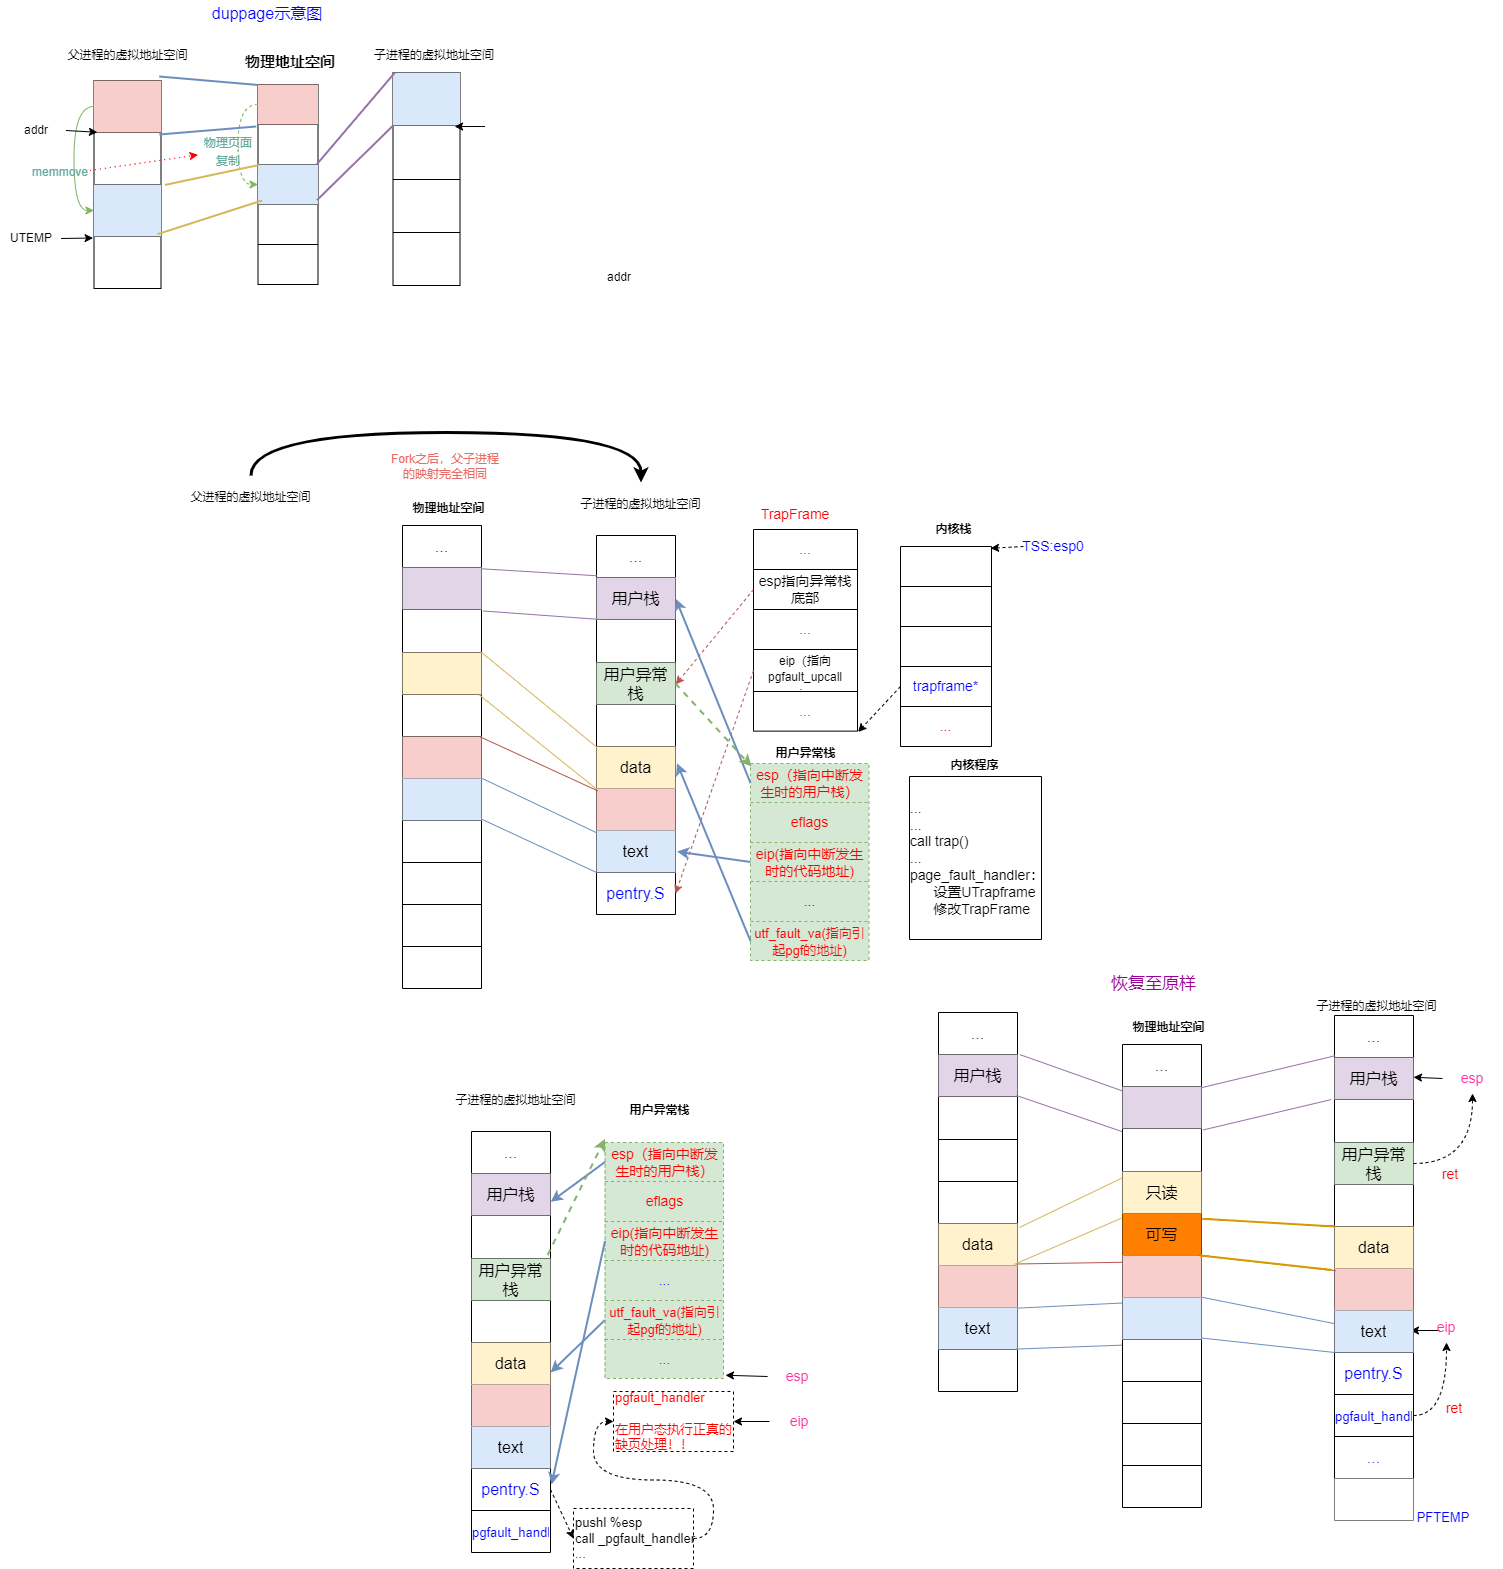 duppage示意图
父进程的虚拟地址空间
物理地址空间
子进程的虚拟地址空间
addr
物理页面
复制
memmove
UTEMP
addr
Fork之后，父子进程
的映射完全相同
父进程的虚拟地址空间
物理地址空间
...
子进程的虚拟地址空间
...
用户栈
用户异常
栈
data
text
pentry.S
TrapFrame
...
esp指向异常栈
底部
...
eip（指向
pgfault_upcall
...
内核栈
TSS:esp0
trapframe*
...
用户异常栈
esp（指向中断发
生时的用户栈）
eflags
eip(指向中断发生
时的代码地址)
...
utf_fault_va(指向引
起pgf的地址)
内核程序
...
...
call trap()
...
page_fault_handler：
设置UTrapframe
修改TrapFrame
子进程的虚拟地址空间
...
用户栈
用户异常
栈
data
text
pentry.S
pgfault_handl
用户异常栈
esp（指向中断发
生时的用户栈）
eflags
eip(指向中断发生
时的代码地址)
...
utf_fault_va(指向引
起pgf的地址)
...
esp
pgfault_handler
在用户态执行正真的
缺页处理！！
eip
pushl %esp
call _pgfault_handler
...
恢复至原样
...
用户栈
data
text
物理地址空间
...
只读
可写
子进程的虚拟地址空间
...
用户栈
用户异常
栈
data
text
pentry.S
pgfault_handl
...
esp
ret
eip
ret
PFTEMP